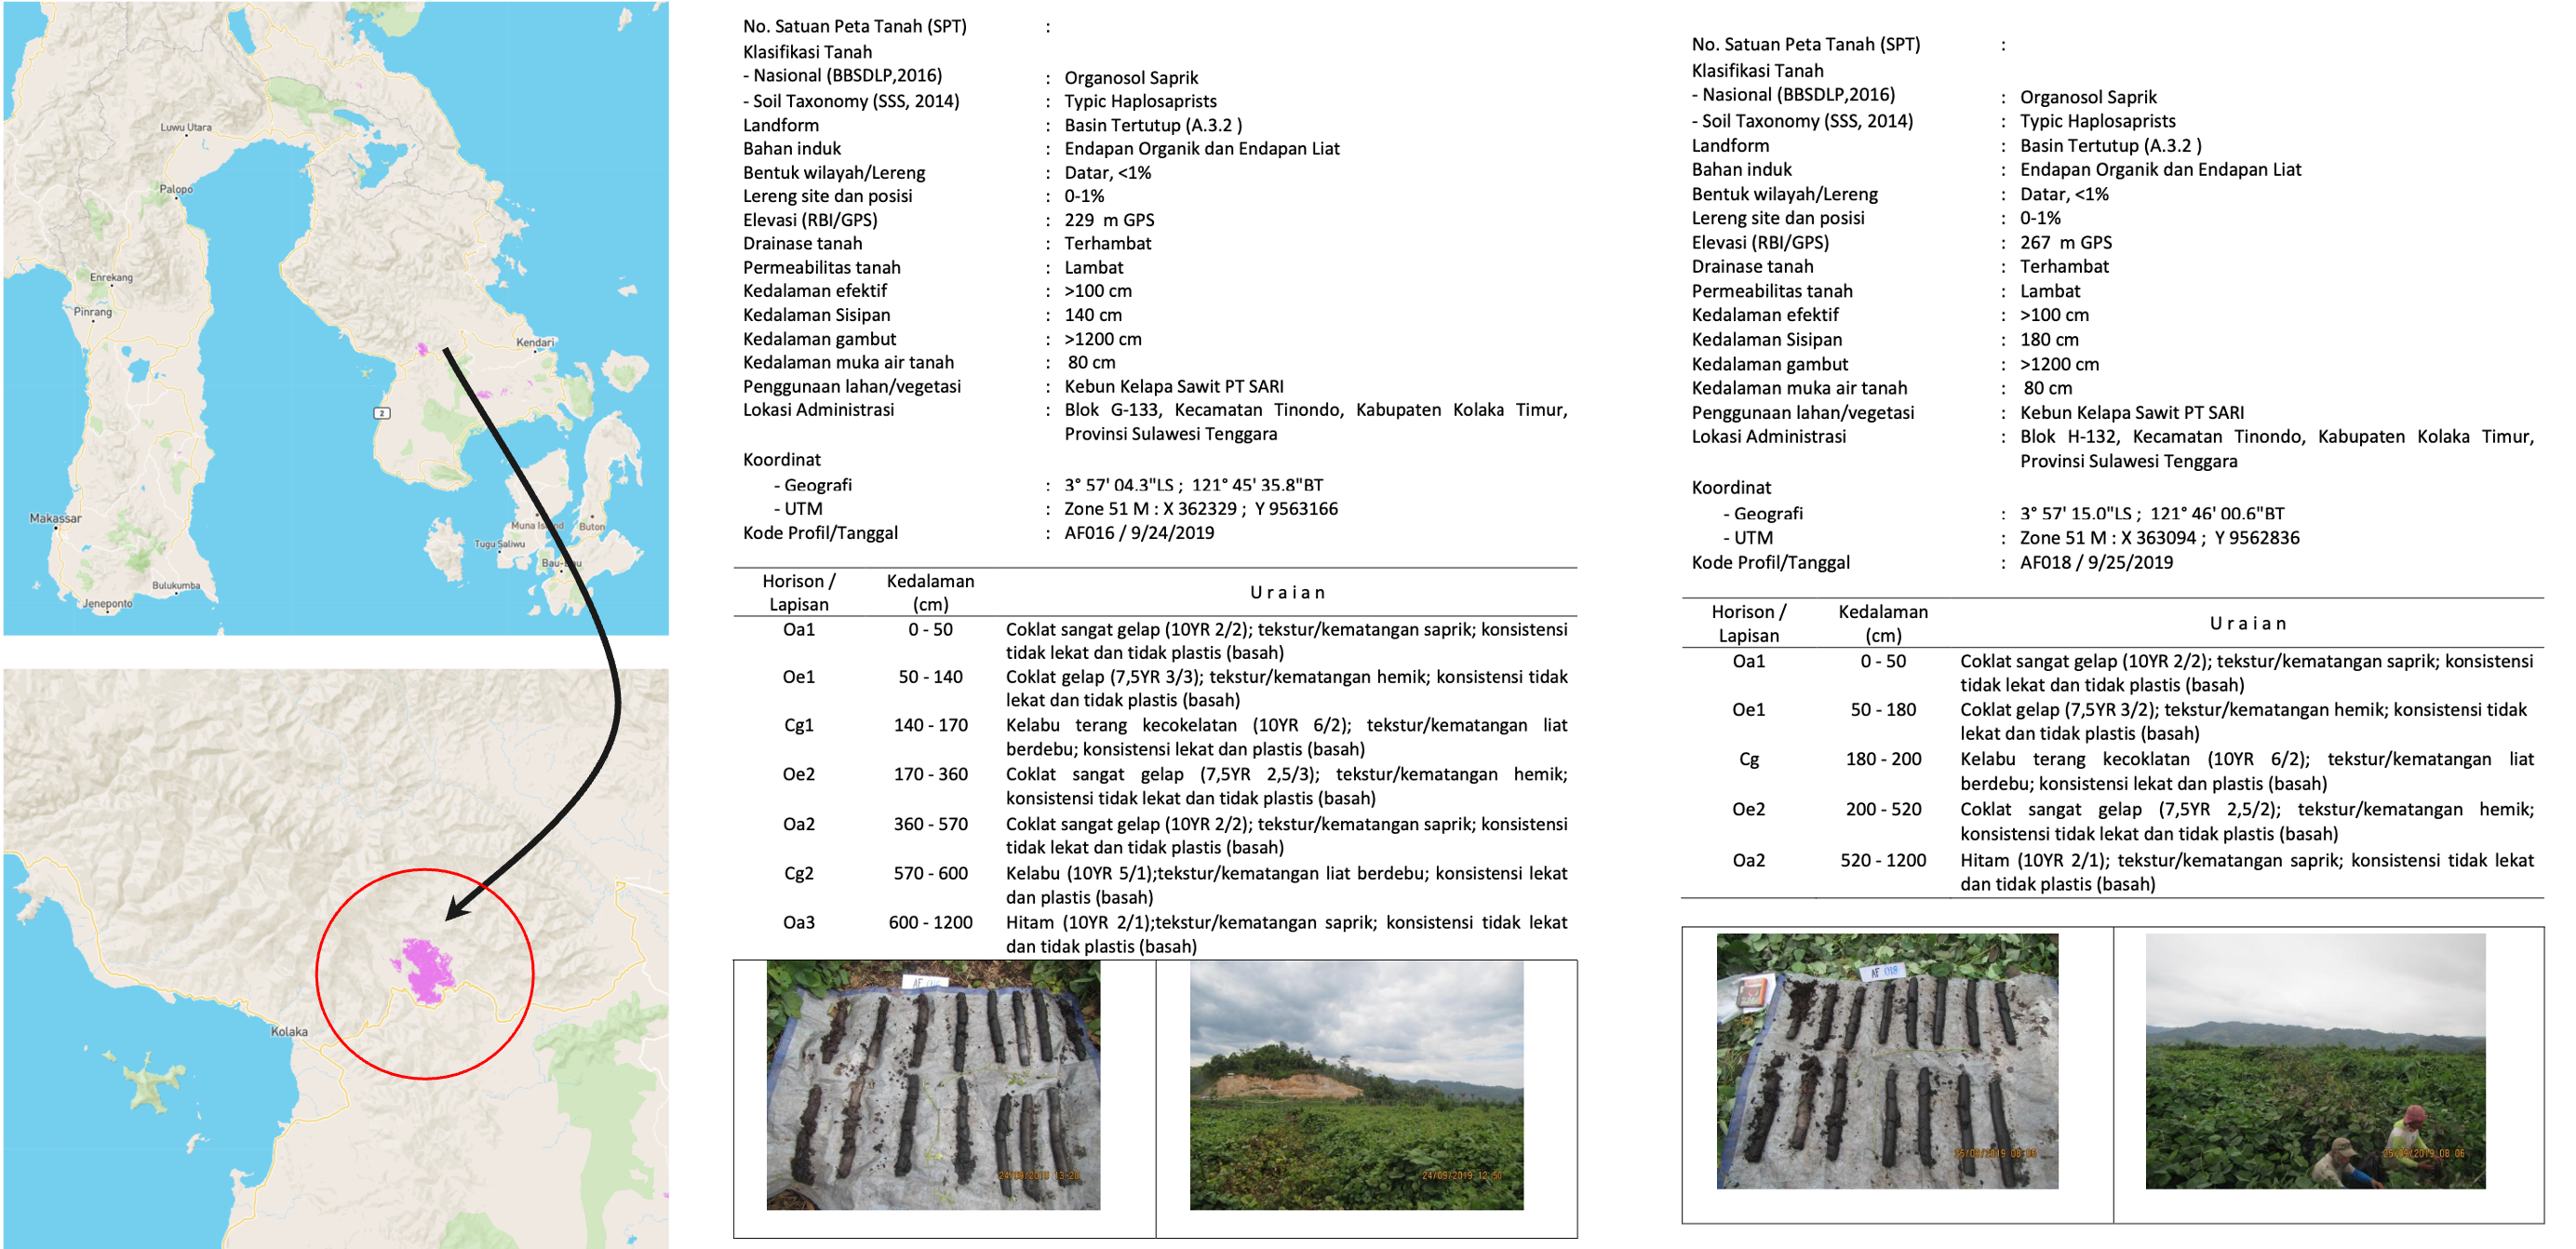 Luwu Utara
Palopo
Enrekang
Pinrang
Kendari
2
Makassar
Muna Island
Buton
Tugu Saliwu
Bau-Bau
Bulukumba
Jeneponto
Kolaka
No. Satuan Peta Tanah (SPT) :
Klasifikasi Tanah
- Nasional (BBSDLP,2016) : Organosol Saprik
- Soil Taxonomy (SSS, 2014) : Typic Haplosaprists
Landform : Basin Tertutup (A.3.2 )
Bahan induk : Endapan Organik dan Endapan Liat
Bentuk wilayah/Lereng : Datar, <1%
Lereng site dan posisi : 0-1%
Elevasi (RBI/GPS) : 229 m GPS
Drainase tanah : Terhambat
Permeabilitas tanah : Lambat
Kedalaman efektif : >100 cm
Kedalaman Sisipan : 140 cm
Kedalaman gambut : >1200 cm
Kedalaman muka air tanah : 80 cm
Penggunaan lahan/vegetasi : Kebun Kelapa Sawit PT SARI
Lokasi Administrasi : Blok G-133, Kecamatan Tinondo, Kabupaten Kolaka Timur,
Provinsi Sulawesi Tenggara
Koordinat
- Geografi : 3° 57' 04.3"LS ; 121° 45' 35.8"BT
- UTM : Zone 51 M : X 362329 ; Y 9563166
Kode Profil/Tanggal : AF016 / 9/24/2019
Horison / Kedalaman U r a i a n
Lapisan (cm)
Oa1 0 - 50 Coklat sangat gelap (10YR 2/2); tekstur/kematangan saprik; konsistensi
tidak lekat dan tidak plastis (basah)
Oe1 50 - 140 Coklat gelap (7,5YR 3/3); tekstur/kematangan hemik; konsistensi tidak
lekat dan tidak plastis (basah)
Cg1 140 - 170 Kelabu terang kecokelatan (10YR 6/2); tekstur/kematangan liat
berdebu; konsistensi lekat dan plastis (basah)
Oe2 170 - 360 Coklat sangat gelap (7,5YR 2,5/3); tekstur/kematangan hemik;
konsistensi tidak lekat dan tidak plastis (basah)
Oa2 360 - 570 Coklat sangat gelap (10YR 2/2); tekstur/kematangan saprik; konsistensi
tidak lekat dan tidak plastis (basah)
Cg2 570 - 600 Kelabu (10YR 5/1);tekstur/kematangan liat berdebu; konsistensi lekat
dan plastis (basah)
Oa3 600 - 1200 Hitam (10YR 2/1);tekstur/kematangan saprik; konsistensi tidak lekat
dan tidak plastis (basah)
24/09/2019 13:20
24/09/2019 12:50
No. Satuan Peta Tanah (SPT) :
Klasifikasi Tanah
- Nasional (BBSDLP,2016) : Organosol Saprik
- Soil Taxonomy (SSS, 2014) : Typic Haplosaprists
Landform : Basin Tertutup (A.3.2 )
Bahan induk : Endapan Organik dan Endapan Liat
Bentuk wilayah/Lereng : Datar, <1%
Lereng site dan posisi : 0-1%
Elevasi (RBI/GPS) : 267 m GPS
Drainase tanah : Terhambat
Permeabilitas tanah : Lambat
Kedalaman efektif : >100 cm
Kedalaman Sisipan : 180 cm
Kedalaman gambut : >1200 cm
Kedalaman muka air tanah : 80 cm
Penggunaan lahan/vegetasi : Kebun Kelapa Sawit PT SARI
Lokasi Administrasi : Blok H-132, Kecamatan Tinondo, Kabupaten Kolaka Timur,
Provinsi Sulawesi Tenggara
Koordinat
- Geografi : 3° 57' 15.0"LS ; 121° 46' 00.6"BT
- UTM : Zone 51 M : X 363094 ; Y 9562836
Kode Profil/Tanggal : AF018 / 9/25/2019
Horison / Kedalaman U r a i a n
Lapisan (cm)
Oa1 0 - 50 Coklat sangat gelap (10YR 2/2); tekstur/kematangan saprik; konsistensi
tidak lekat dan tidak plastis (basah)
Oe1 50 - 180 Coklat gelap (7,5YR 3/2); tekstur/kematangan hemik; konsistensi tidak
lekat dan tidak plastis (basah)
Cg 180 - 200 Kelabu terang kecoklatan (10YR 6/2); tekstur/kematangan liat
berdebu; konsistensi lekat dan plastis (basah)
Oe2 200 - 520 Coklat sangat gelap (7,5YR 2,5/2); tekstur/kematangan hemik;
konsistensi tidak lekat dan tidak plastis (basah)
Oa2 520 - 1200 Hitam (10YR 2/1); tekstur/kematangan saprik; konsistensi tidak lekat
dan tidak plastis (basah)
AF 018
25/09/2019 08:06